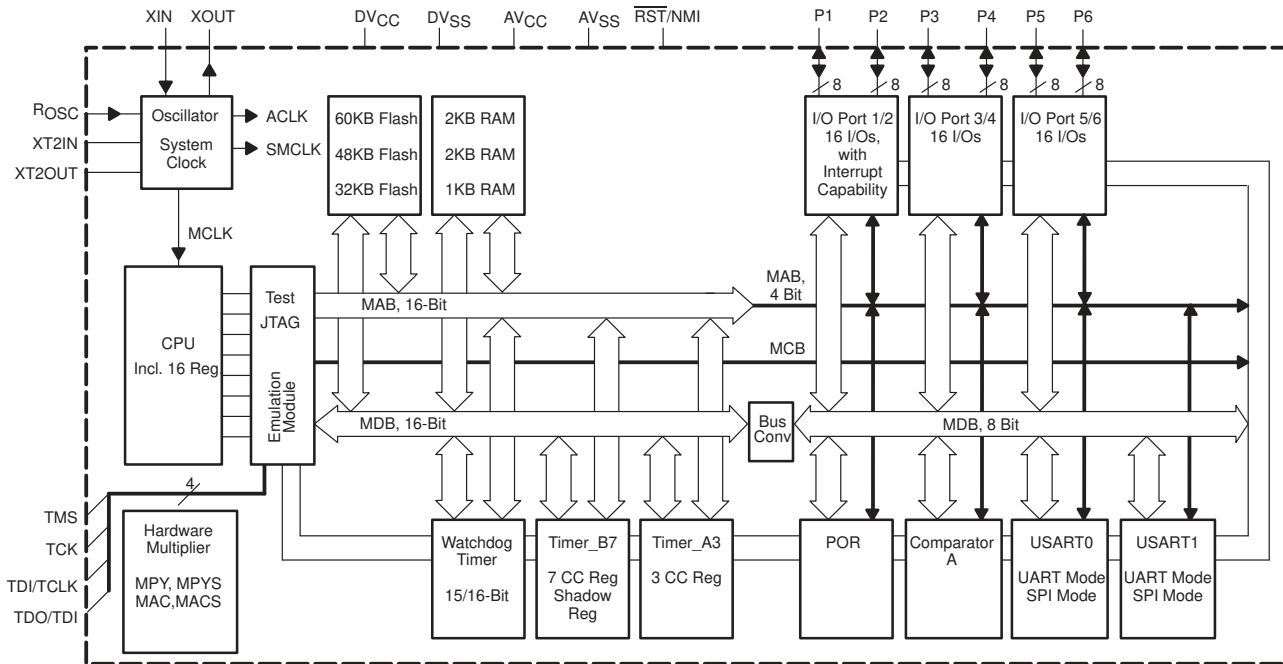 XIN
XOUT
DVCC
DVSS
AVCC
AVSS
RST/NMI
P1
P2
P3
P4
P5
P6
8
8
8
8
8
8
ROSC
XT2IN
XT2OUT
Oscillator
System
Clock
ACLK
SMCLK
60KB Flash
48KB Flash
32KB Flash
2KB RAM
2KB RAM
1KB RAM
I/O Port 1/2
16 I/Os,
with
Interrupt
Capability
I/O Port 3/4
16 I/Os
I/O Port 5/6
16 I/Os
MCLK
CPU
Incl. 16 Reg.
Test
JTAG
Emulation
Module
MAB, 16-Bit
MAB,
4 Bit
MCB
MDB, 16-Bit
Bus
Conv
MDB, 8 Bit
4
TMS
TCK
TDI/TCLK
TDO/TDI
Hardware
Multiplier
MPY, MPYS
MAC,MACS
Watchdog
Timer
15/16-Bit
Timer_B7
7 CC Reg
Shadow
Reg
Timer_A3
3 CC Reg
POR
Comparator
A
USART0
UART Mode
SPI Mode
USART1
UART Mode
SPI Mode